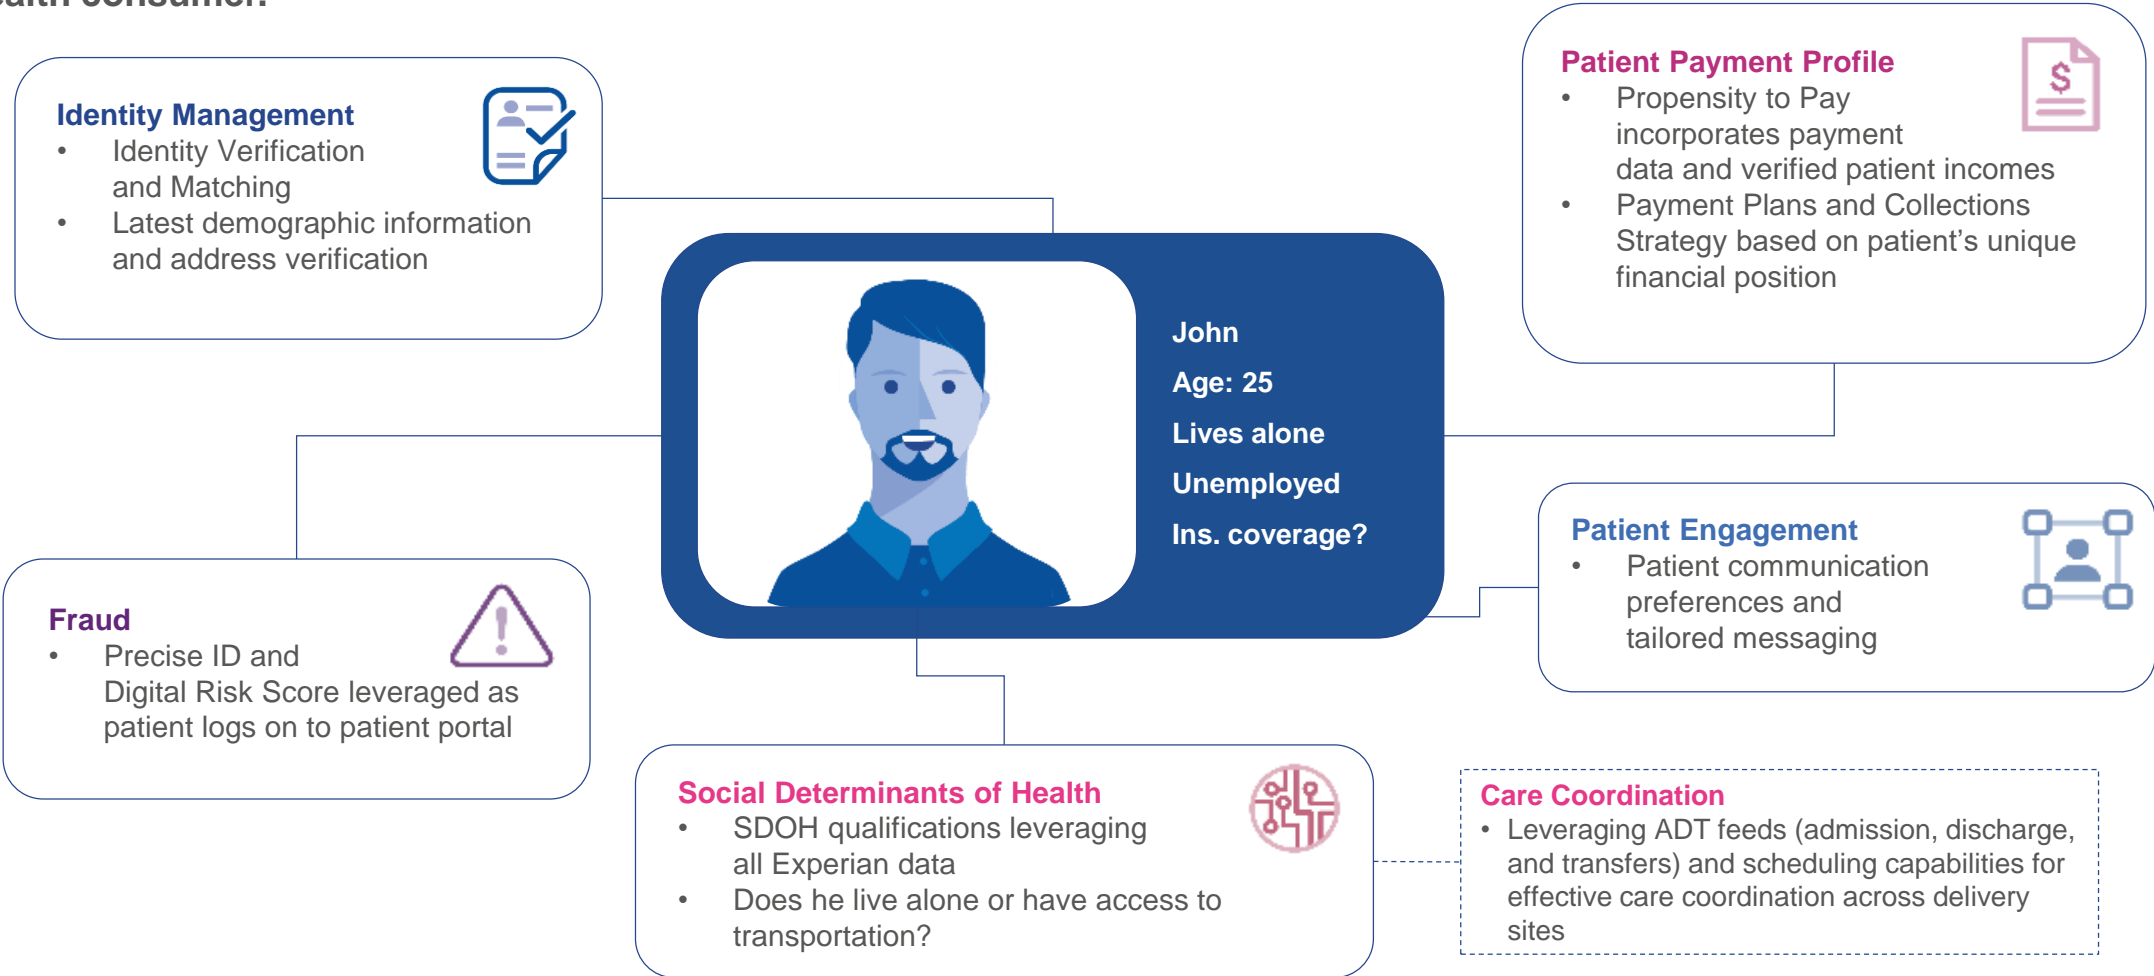 Identity Management
• Identity Verification
and Matching
• Latest demographic information
and address verification
Patient Payment Profile
• Propensity to Pay
incorporates payment
data and verified patient incomes
• Payment Plans and Collections
Strategy based on patient’s unique
financial position
John
Age: 25
Lives alone
Unemployed
Ins. coverage?
Patient Engagement
• Patient communication
preferences and
tailored messaging
Fraud
• Precise ID and
Digital Risk Score leveraged as
patient logs on to patient portal
Social Determinants of Health
• SDOH qualifications leveraging
all Experian data
• Does he live alone or have access to
transportation?
Care Coordination
• Leveraging ADT feeds (admission, discharge,
and transfers) and scheduling capabilities for
effective care coordination across delivery
sites